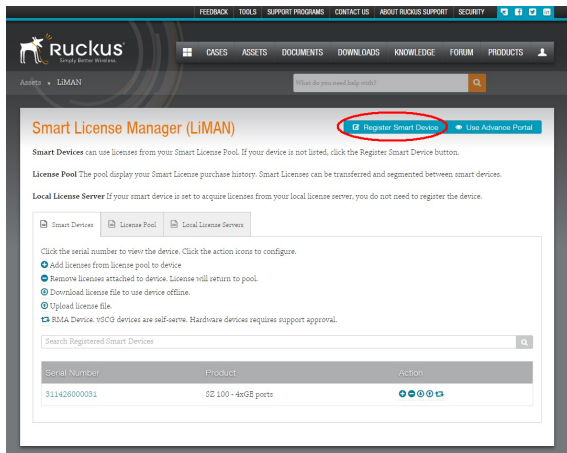 FEEDBACK TOOLS SUPPORT PROGRAMS CONTACT US ABOUT RUCKUS SUPPORT SECURITY
Ruckus
Simply Better Wireless.
CASES ASSETS DOCUMENTS DOWNLOADS KNOWLEDGE FORUM PRODUCTS
Assets • LiMAN
What do you need help with?
Smart License Manager (LiMAN)
Register Smart Device
Use Advance Portal
Smart Devices can use licenses from your Smart License Pool. If your device is not listed, click the Register Smart Device button.
License Pool The pool display your Smart License purchase history. Smart Licenses can be transferred and segmented between smart devices.
Local License Server If your smart device is set to acquire licenses from your local license server, you do not need to register the device.
Smart Devices License Pool Local License Servers
Click the serial number to view the device. Click the action icons to configure.
Add licenses from license pool to device
Remove licenses attached to device. License will return to pool.
Download license file to use device offline.
Upload license file.
RMA Device. vSCG devices are self-serve. Hardware devices requires support approval.
Search Registered Smart Devices
Serial Number Product Action
311426000031 SZ 100 - 4xGE ports